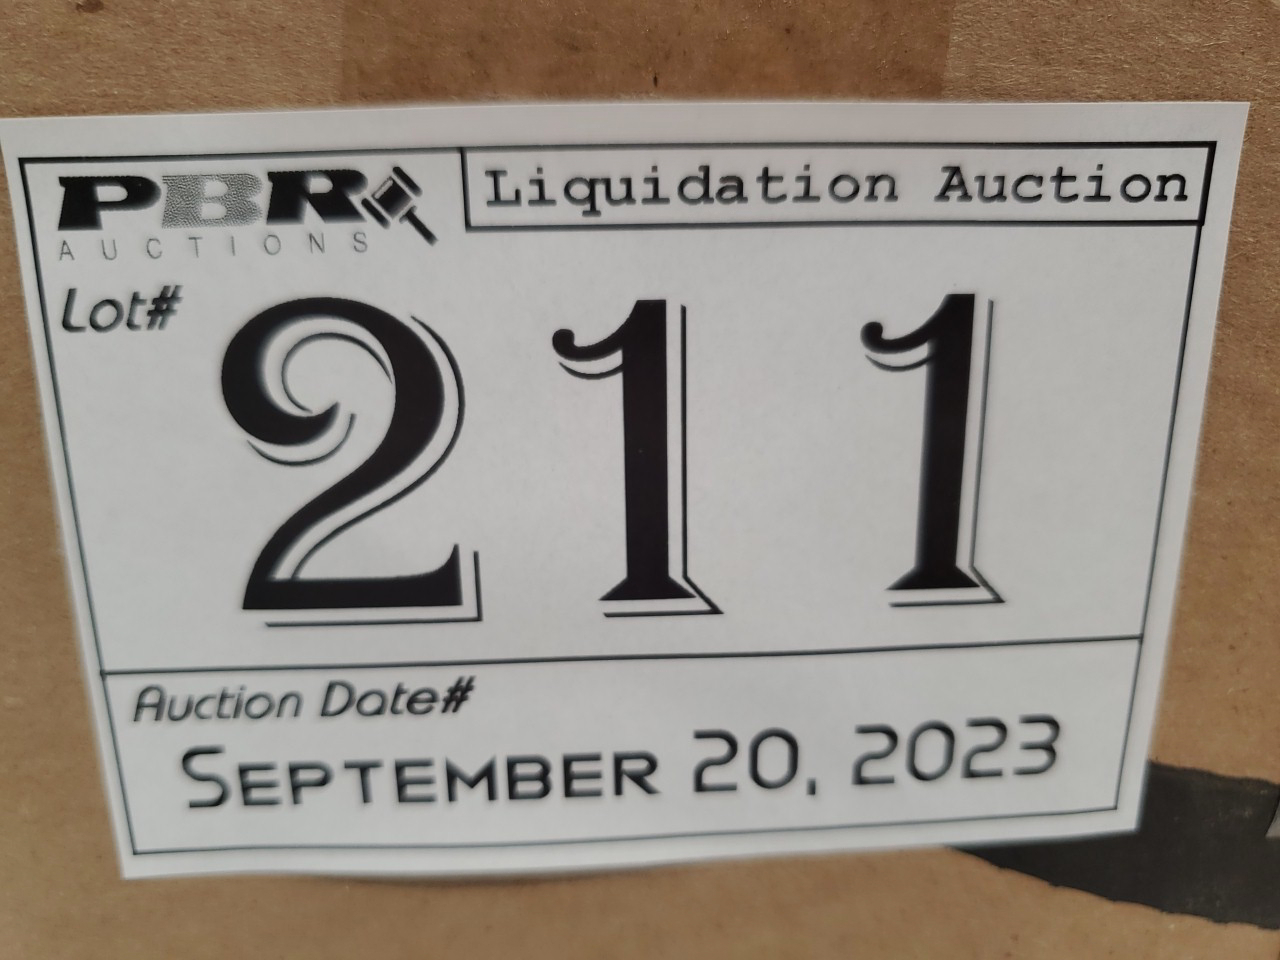 PBR
AUCTIONS
Liquidation Auction
Lot#
211
Auction Date#
SEPTEMBER 20, 2023